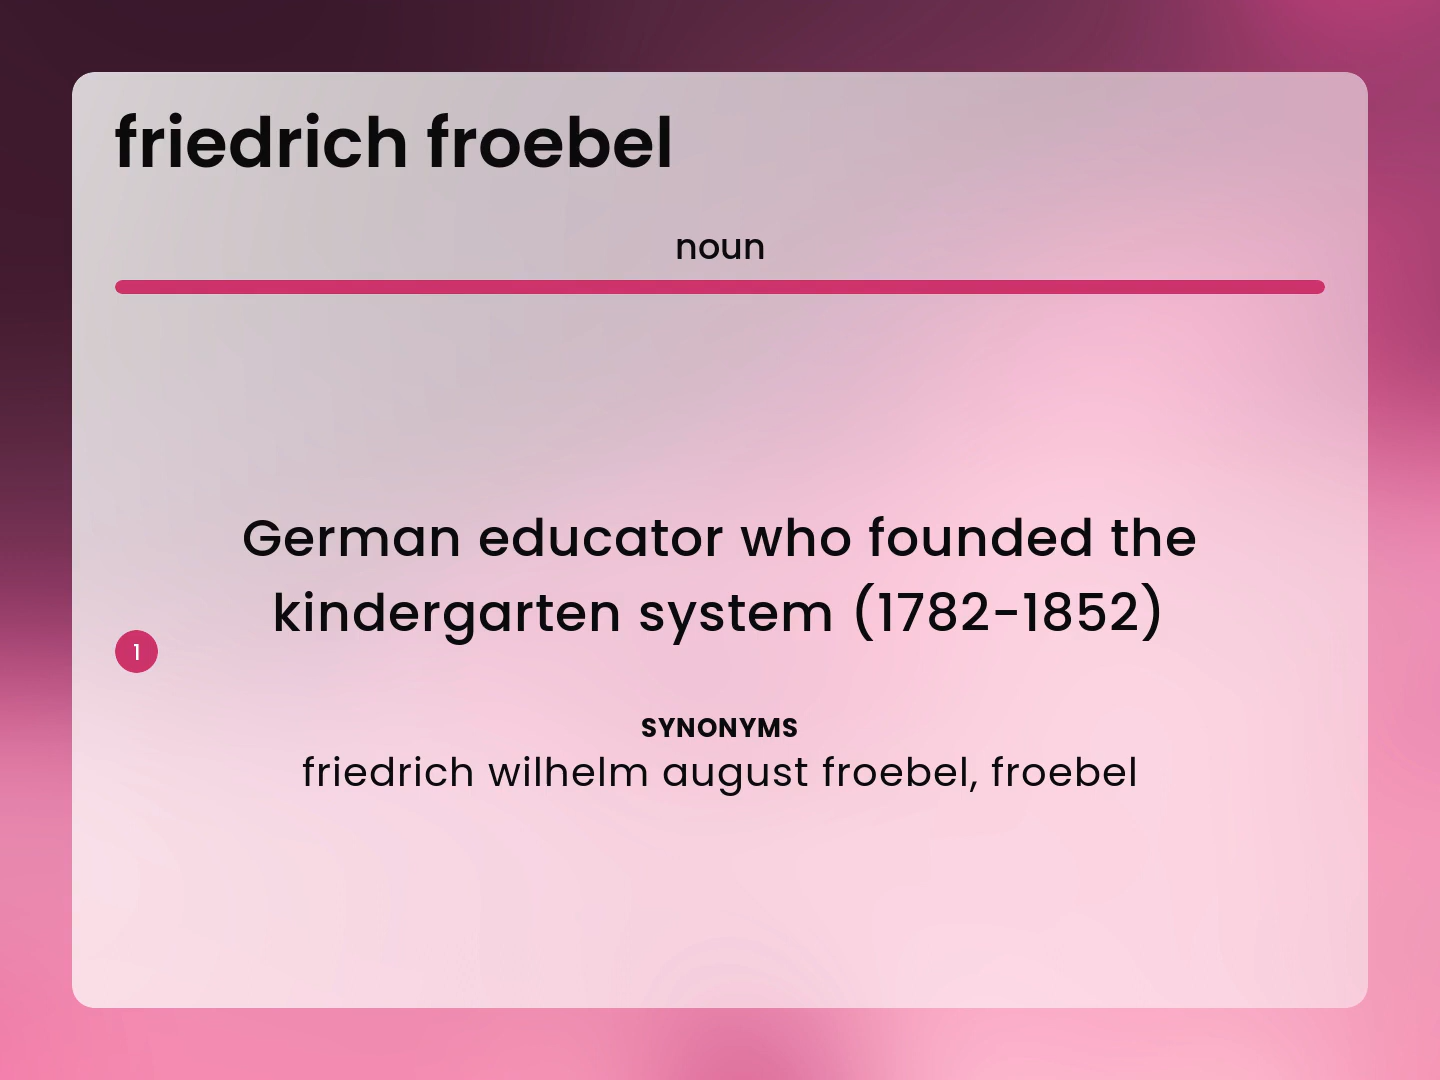 friedrich froebel
noun
German educator who founded the
kindergarten system (1782-1852)
1
SYNONYMS
friedrich wilhelm august froebel, froebel